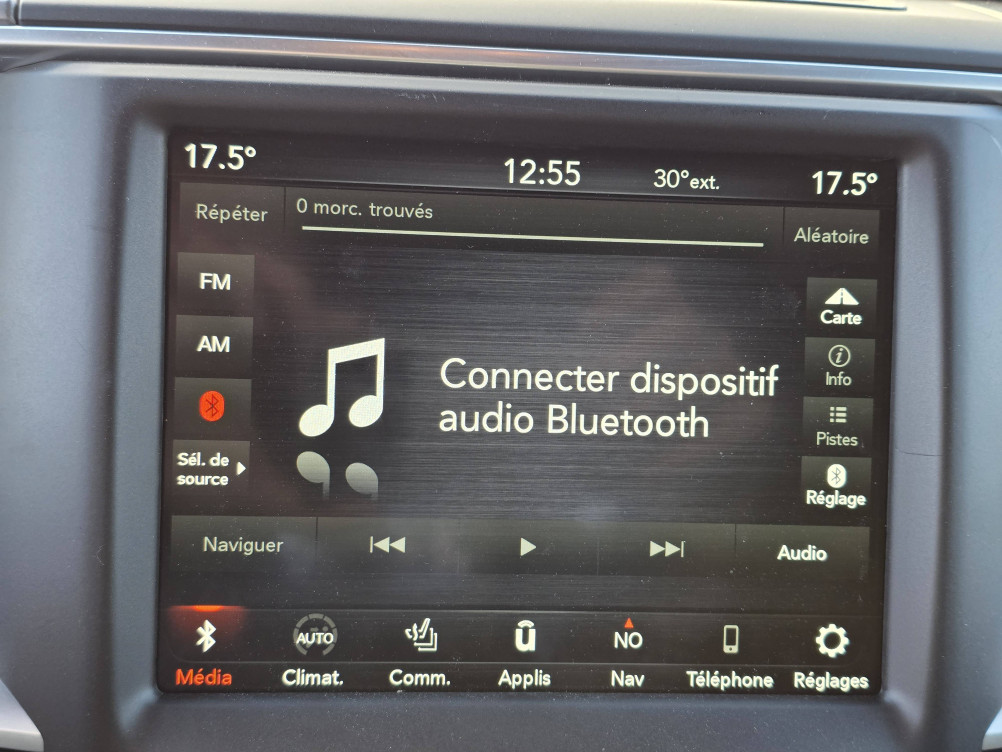 17.5°
12:55
30°ext.
17.5°
Répéter
0 morc. trouvés
Aléatoire
FM
AM
Sél. de
source
Connecter dispositif
audio Bluetooth
Carte
Info
Pistes
Réglage
Naviguer
Audio
AUTO
NO
Média
Climat.
Comm.
Applis
Nav
Téléphone
Réglages